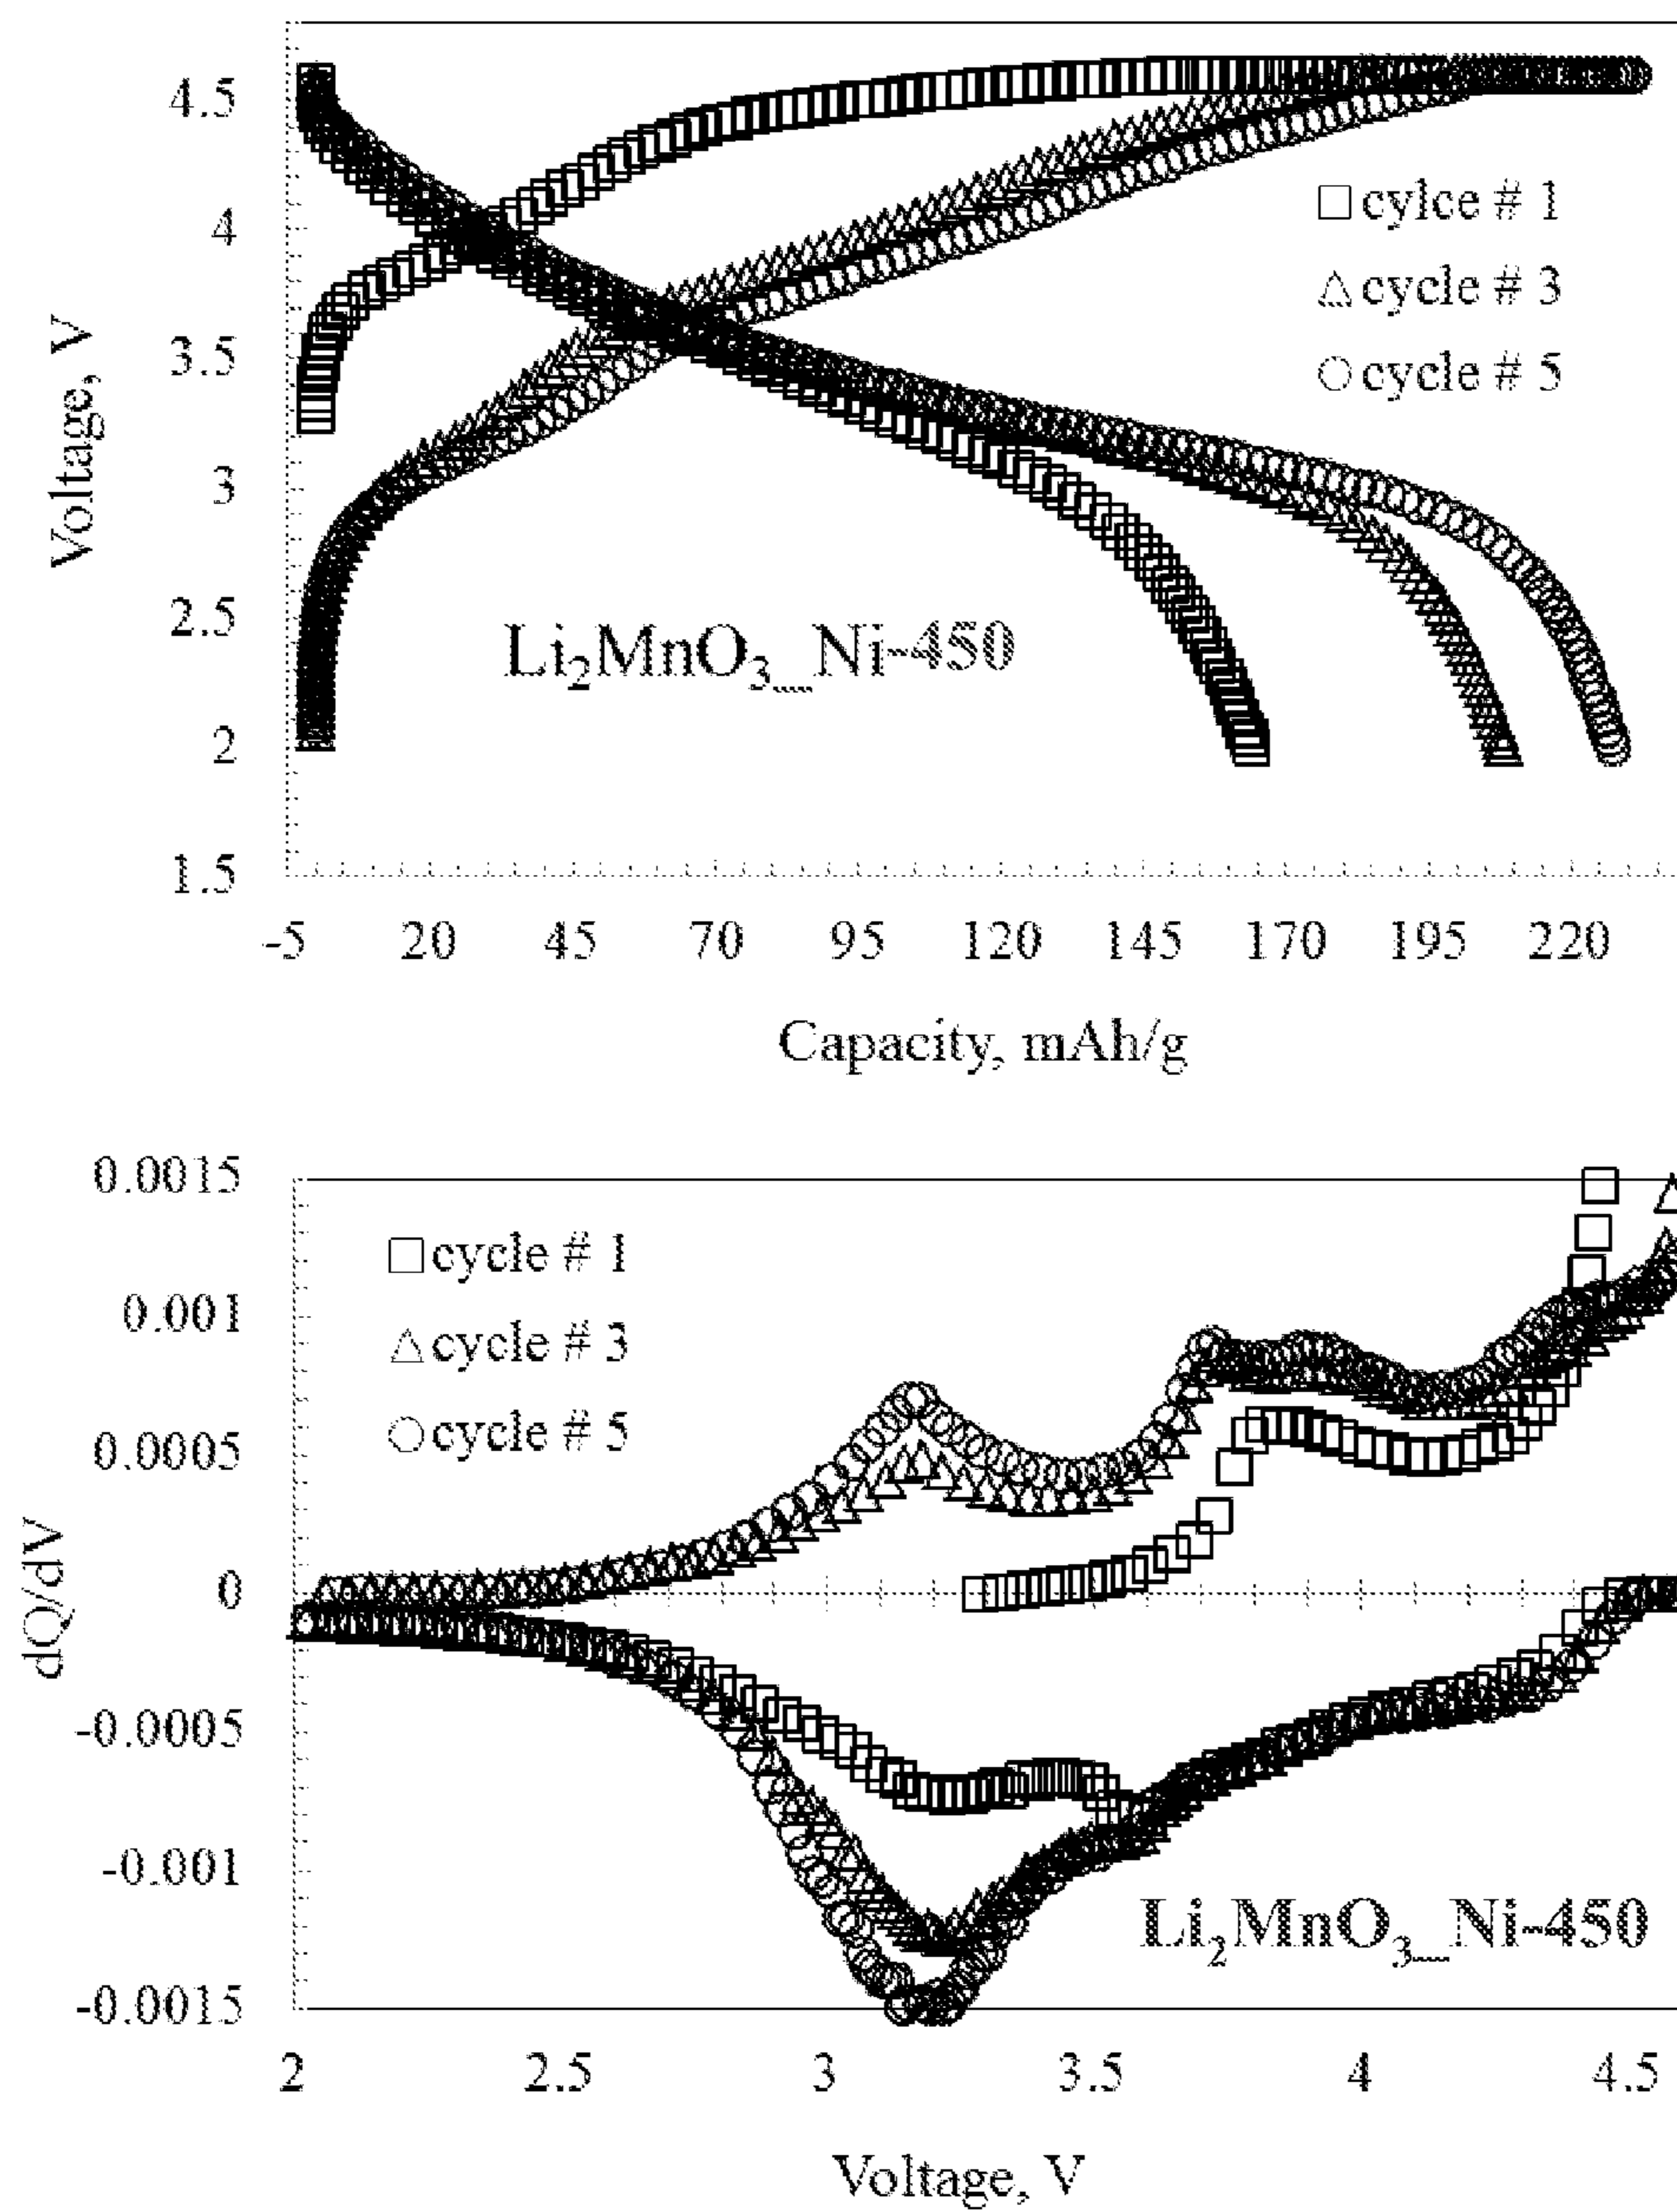 4.5
4
3.5
3
2.5
2
1.5
Voltage, V
□ cylce # 1
△ cycle # 3
○ cycle # 5
Li₂MnO₃_Ni-450
-5 20 45 70 95 120 145 170 195 220
Capacity, mAh/g
0.0015
0.001
0.0005
0
-0.0005
-0.001
-0.0015
dQ/dV
□ cycle # 1
△ cycle # 3
○ cycle # 5
Li₂MnO₃_Ni-450
2 2.5 3 3.5 4 4.5
Voltage, V